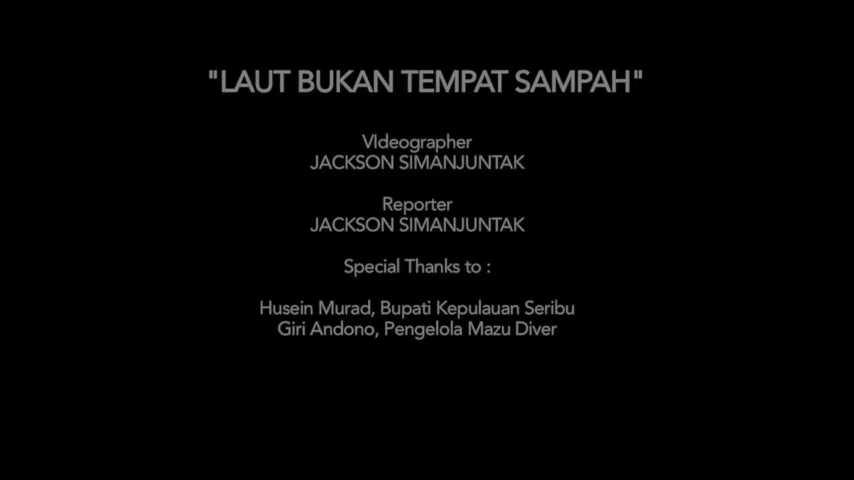 "LAUT BUKAN TEMPAT SAMPAH"
VIdeographer
JACKSON SIMANJUNTAK
Reporter
JACKSON SIMANJUNTAK
Special Thanks to :
Husein Murad, Bupati Kepulauan Seribu
Giri Andono, Pengelola Mazu Diver